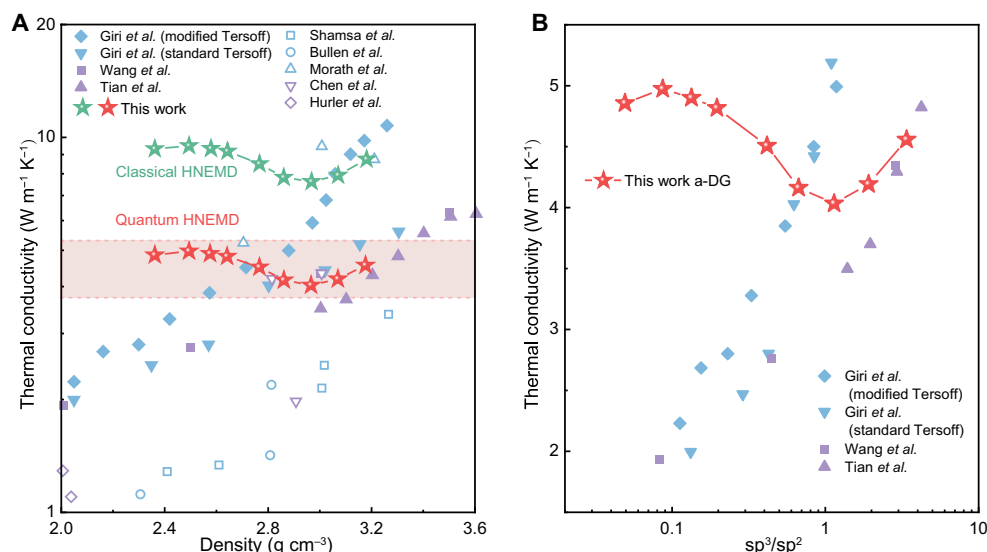 A
20
10
1
Thermal conductivity (W m⁻¹ K⁻¹)
Giri et al. (modified Tersoff)
Giri et al. (standard Tersoff)
Wang et al.
Tian et al.
This work
Shamsa et al.
Bullen et al.
Morath et al.
Chen et al.
Hurler et al.
Classical HNEMD
Quantum HNEMD
2.0 2.4 2.8 3.2 3.6
Density (g cm⁻³)
B
5
4
3
2
Thermal conductivity (W m⁻¹ K⁻¹)
This work a-DG
Giri et al.
(modified Tersoff)
Giri et al.
(standard Tersoff)
Wang et al.
Tian et al.
0.1 1 10
sp³/sp²